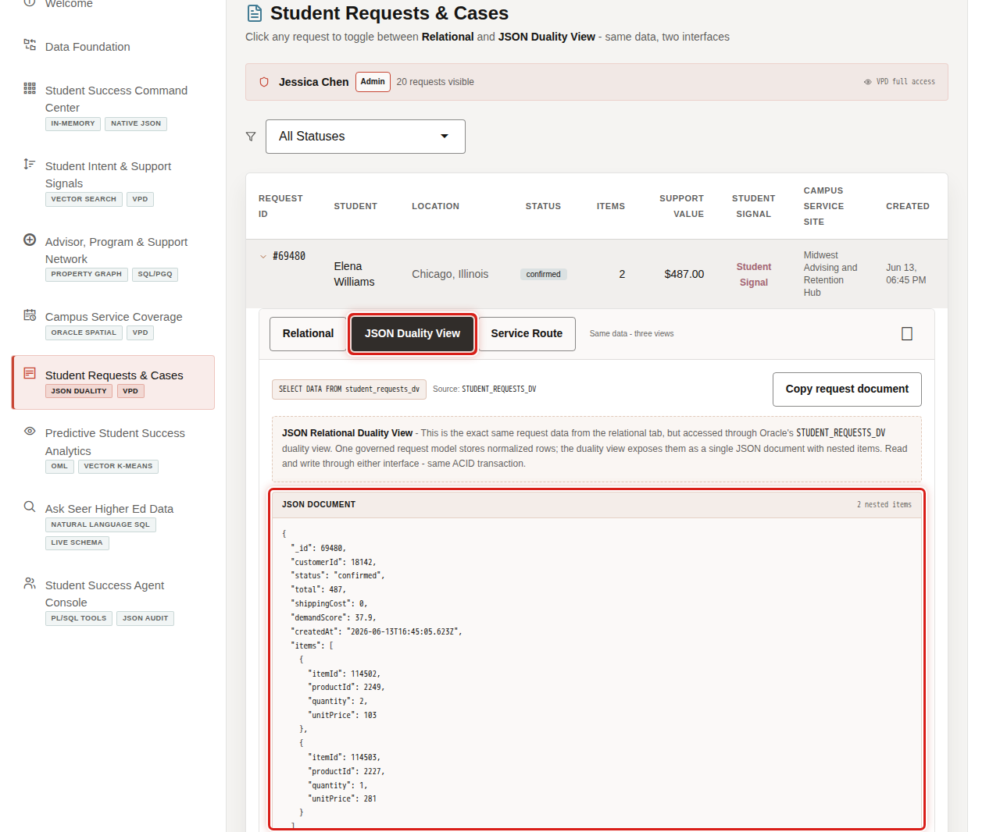 Welcome
Data Foundation
Student Success Command
Center
IN-MEMORY NATIVE JSON
Student Intent & Support
Signals
VECTOR SEARCH VPD
Advisor, Program & Support
Network
PROPERTY GRAPH SQL/PGQ
Campus Service Coverage
ORACLE SPATIAL VPD
Student Requests & Cases
JSON DUALITY VPD
Predictive Student Success
Analytics
OML VECTOR K-MEANS
Ask Seer Higher Ed Data
NATURAL LANGUAGE SQL
LIVE SCHEMA
Student Success Agent
Console
PL/SQL TOOLS JSON AUDIT
Student Requests & Cases
Click any request to toggle between Relational and JSON Duality View - same data, two interfaces
Jessica Chen Admin 20 requests visible VPD full access
All Statuses
REQUEST
ID
STUDENT
LOCATION
STATUS
ITEMS
SUPPORT
VALUE
STUDENT
SIGNAL
CAMPUS
SERVICE
SITE
CREATED
#69480
Elena
Williams
Chicago, Illinois
confirmed
2
$487.00
Student
Signal
Midwest
Advising and
Retention
Hub
Jun 13,
06:45 PM
Relational JSON Duality View Service Route Same data - three views
SELECT DATA FROM student_requests_dv Source: STUDENT_REQUESTS_DV Copy request document
JSON Relational Duality View - This is the exact same request data from the relational tab, but accessed through Oracle's STUDENT_REQUESTS_DV
duality view. One governed request model stores normalized rows; the duality view exposes them as a single JSON document with nested items. Read
and write through either interface - same ACID transaction.
JSON DOCUMENT 2 nested items
{
"_id": 69480,
"customerId": 18142,
"status": "confirmed",
"total": 487,
"shippingCost": 0,
"demandScore": 37.9,
"createdAt": "2026-06-13T16:45:05.623Z",
"items": [
{
"itemId": 114502,
"productId": 2249,
"quantity": 2,
"unitPrice": 103
},
{
"itemId": 114503,
"productId": 2227,
"quantity": 1,
"unitPrice": 281
}
]